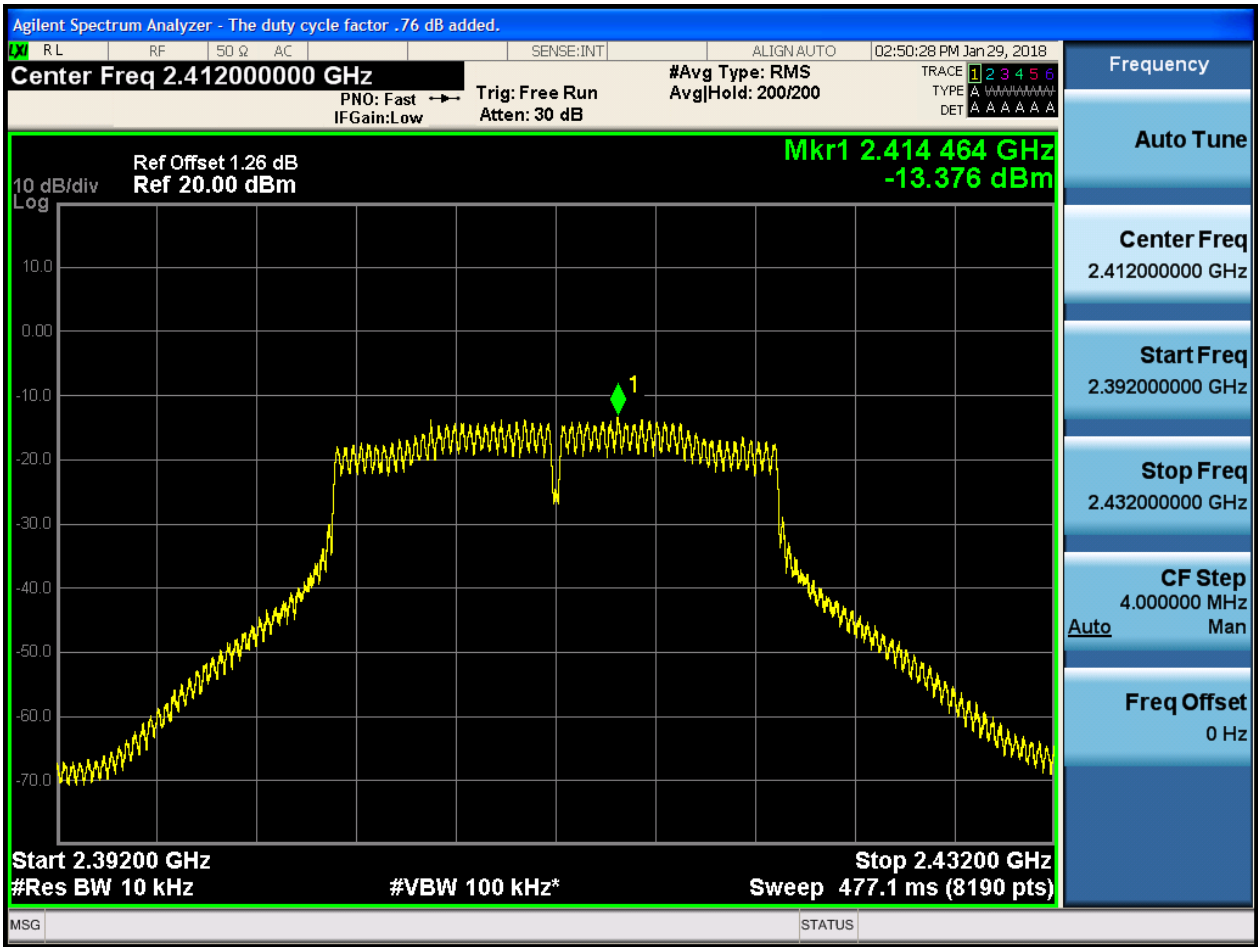 Agilent Spectrum Analyzer - The duty cycle factor .76 dB added.
LXI RL RF 50 Ω AC SENSE:INT ALIGNAUTO 02:50:28 PM Jan 29, 2018
Center Freq 2.412000000 GHz
PNO: Fast
IFGain:Low
Trig: Free Run
Atten: 30 dB
#Avg Type: RMS
Avg|Hold: 200/200
TRACE 1 2 3 4 5 6
TYPE A WWWWWW
DET A A A A A A
Mkr1 2.414 464 GHz
-13.376 dBm
Ref Offset 1.26 dB
10 dB/div Ref 20.00 dBm
Log
10.0
0.00
-10.0
-20.0
-30.0
-40.0
-50.0
-60.0
-70.0
1
Start 2.39200 GHz Stop 2.43200 GHz
#Res BW 10 kHz #VBW 100 kHz* Sweep 477.1 ms (8190 pts)
MSG STATUS
Frequency
Auto Tune
Center Freq
2.412000000 GHz
Start Freq
2.392000000 GHz
Stop Freq
2.432000000 GHz
CF Step
4.000000 MHz
Auto Man
Freq Offset
0 Hz